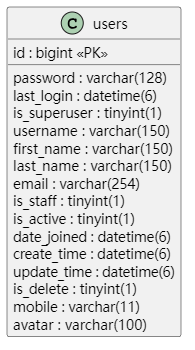 C users
id : bigint «PK»
password : varchar(128)
last_login : datetime(6)
is_superuser : tinyint(1)
username : varchar(150)
first_name : varchar(150)
last_name : varchar(150)
email : varchar(254)
is_staff : tinyint(1)
is_active : tinyint(1)
date_joined : datetime(6)
create_time : datetime(6)
update_time : datetime(6)
is_delete : tinyint(1)
mobile : varchar(11)
avatar : varchar(100)